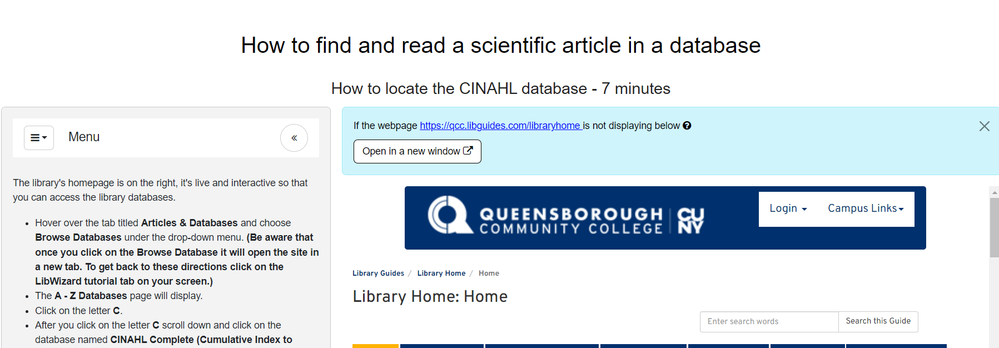 How to find and read a scientific article in a database
How to locate the CINAHL database - 7 minutes
Menu
«
The library's homepage is on the right, it's live and interactive so that
you can access the library databases.
• Hover over the tab titled Articles & Databases and choose
Browse Databases under the drop-down menu. (Be aware that
once you click on the Browse Database it will open the site in
a new tab. To get back to these directions click on the
LibWizard tutorial tab on your screen.)
• The A - Z Databases page will display.
• Click on the letter C.
• After you click on the letter C scroll down and click on the
database named CINAHL Complete (Cumulative Index to
If the webpage https://qcc.libguides.com/libraryhome is not displaying below
Open in a new window
QUEENSBOROUGH
COMMUNITY COLLEGE
CU
NY
Login
Campus Links
Library Guides / Library Home / Home
Library Home: Home
Enter search words
Search this Guide